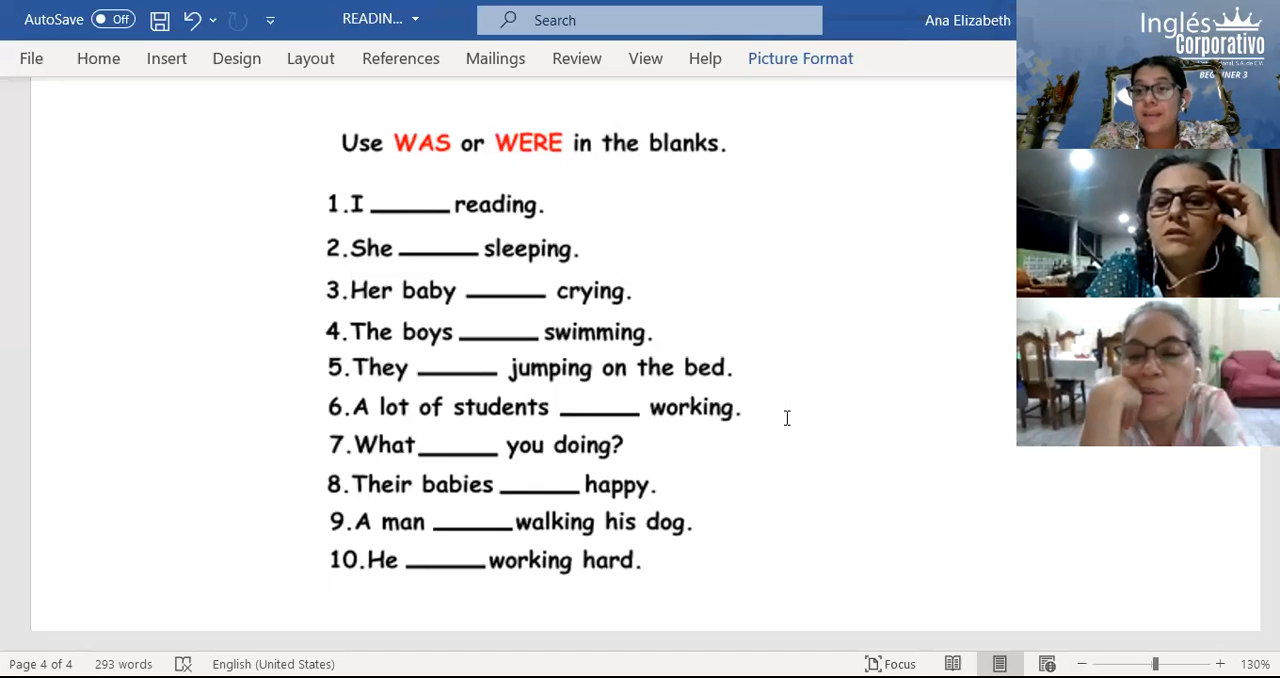 AutoSave Off READIN... Search Ana Elizabeth
File Home Insert Design Layout References Mailings Review View Help Picture Format
Inglés
Corporativo
BEGINNER 3
Use WAS or WERE in the blanks.
1.I ______ reading.
2.She ______ sleeping.
3.Her baby ______ crying.
4.The boys ______ swimming.
5.They ______ jumping on the bed.
6.A lot of students ______ working.
7.What ______ you doing?
8.Their babies ______ happy.
9.A man ______ walking his dog.
10.He ______ working hard.
Page 4 of 4 293 words English (United States) Focus 130%